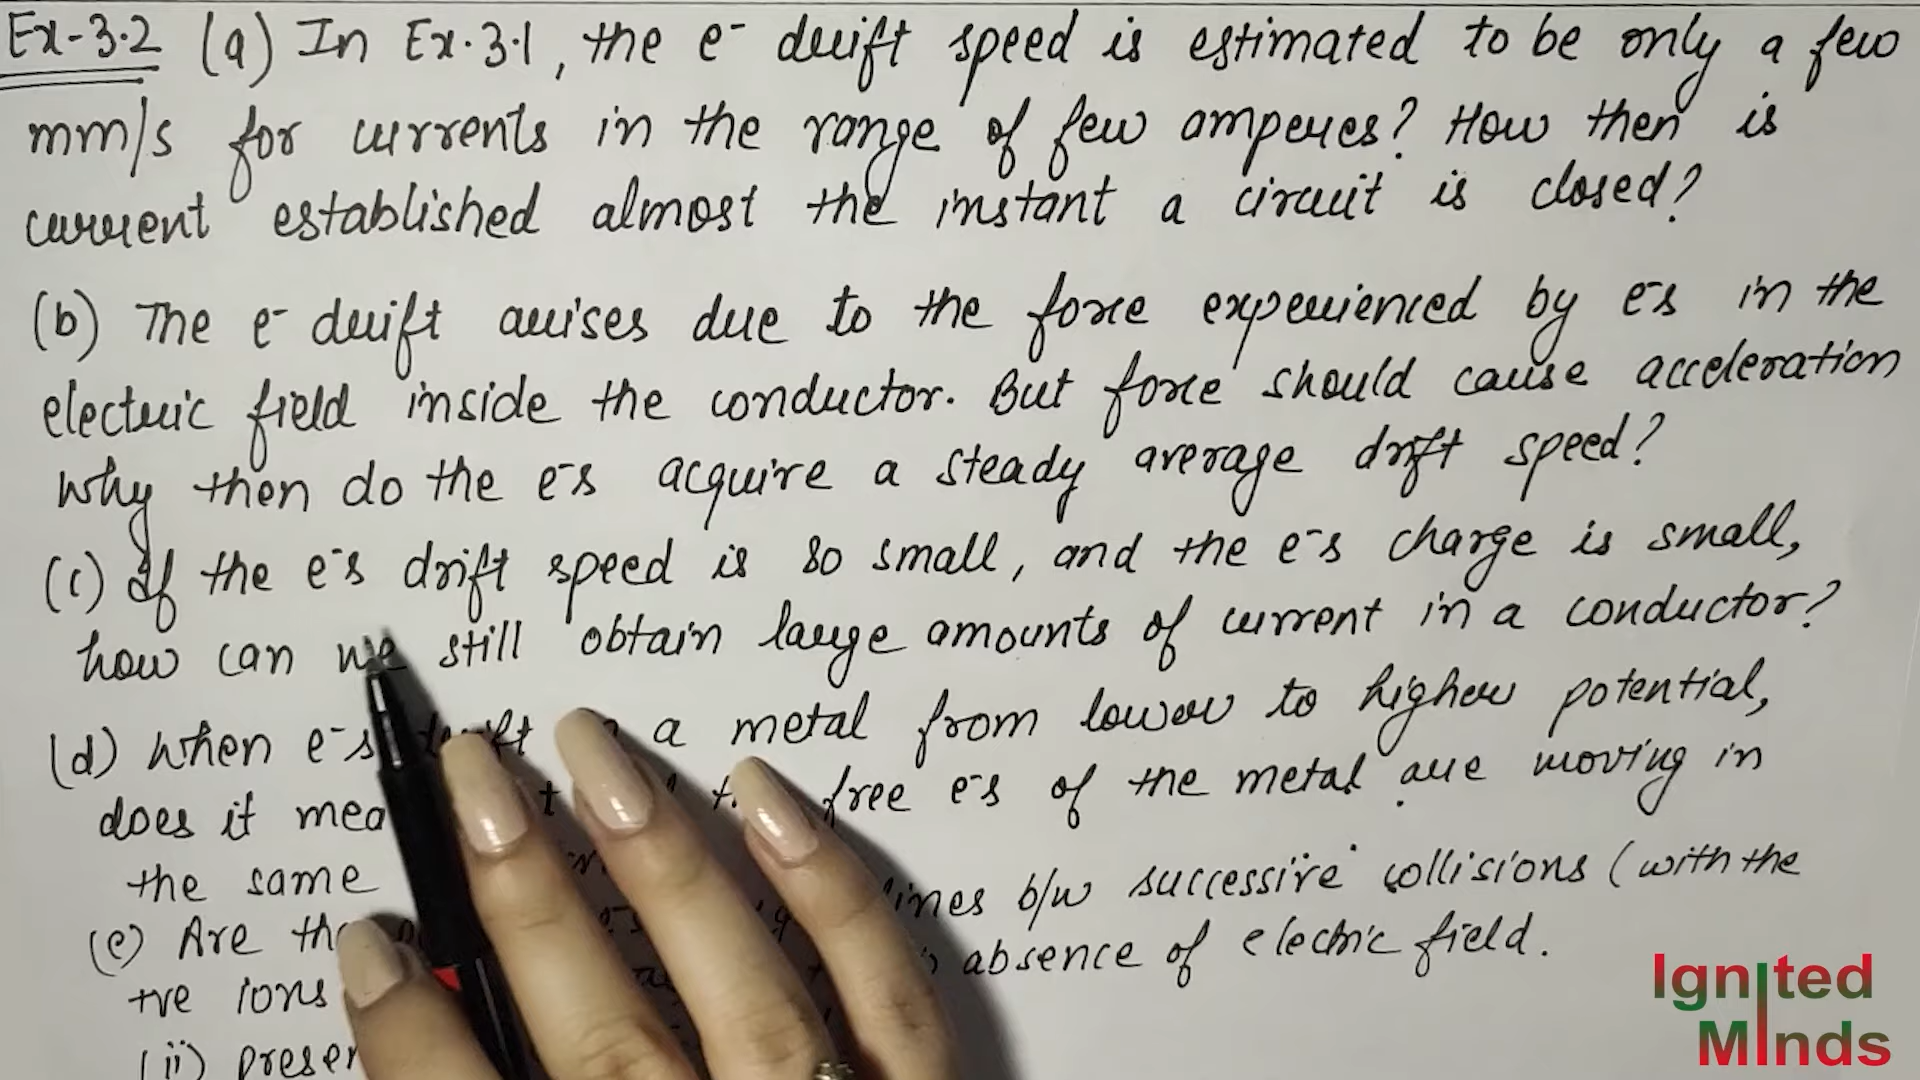 Ex-3.2 (a) In Ex.3.1, the e⁻ drift speed is estimated to be only a few
mm/s for currents in the range of few amperes? How then is
current established almost the instant a circuit is closed?
(b) The e⁻ drift arises due to the force experienced by e⁻s in the
electric field inside the conductor. But force should cause acceleration
Why then do the e⁻s acquire a steady average drift speed?
(c) If the e⁻s drift speed is so small, and the e⁻s charge is small,
how can we still obtain large amounts of current in a conductor?
(d) When e⁻s a metal from lower to higher potential,
does it free e⁻s of the metal are moving in
the same
(e) Are b/w successive collisions (with the
+ve ions absence of electric field.
(ii)
Ignited
Minds